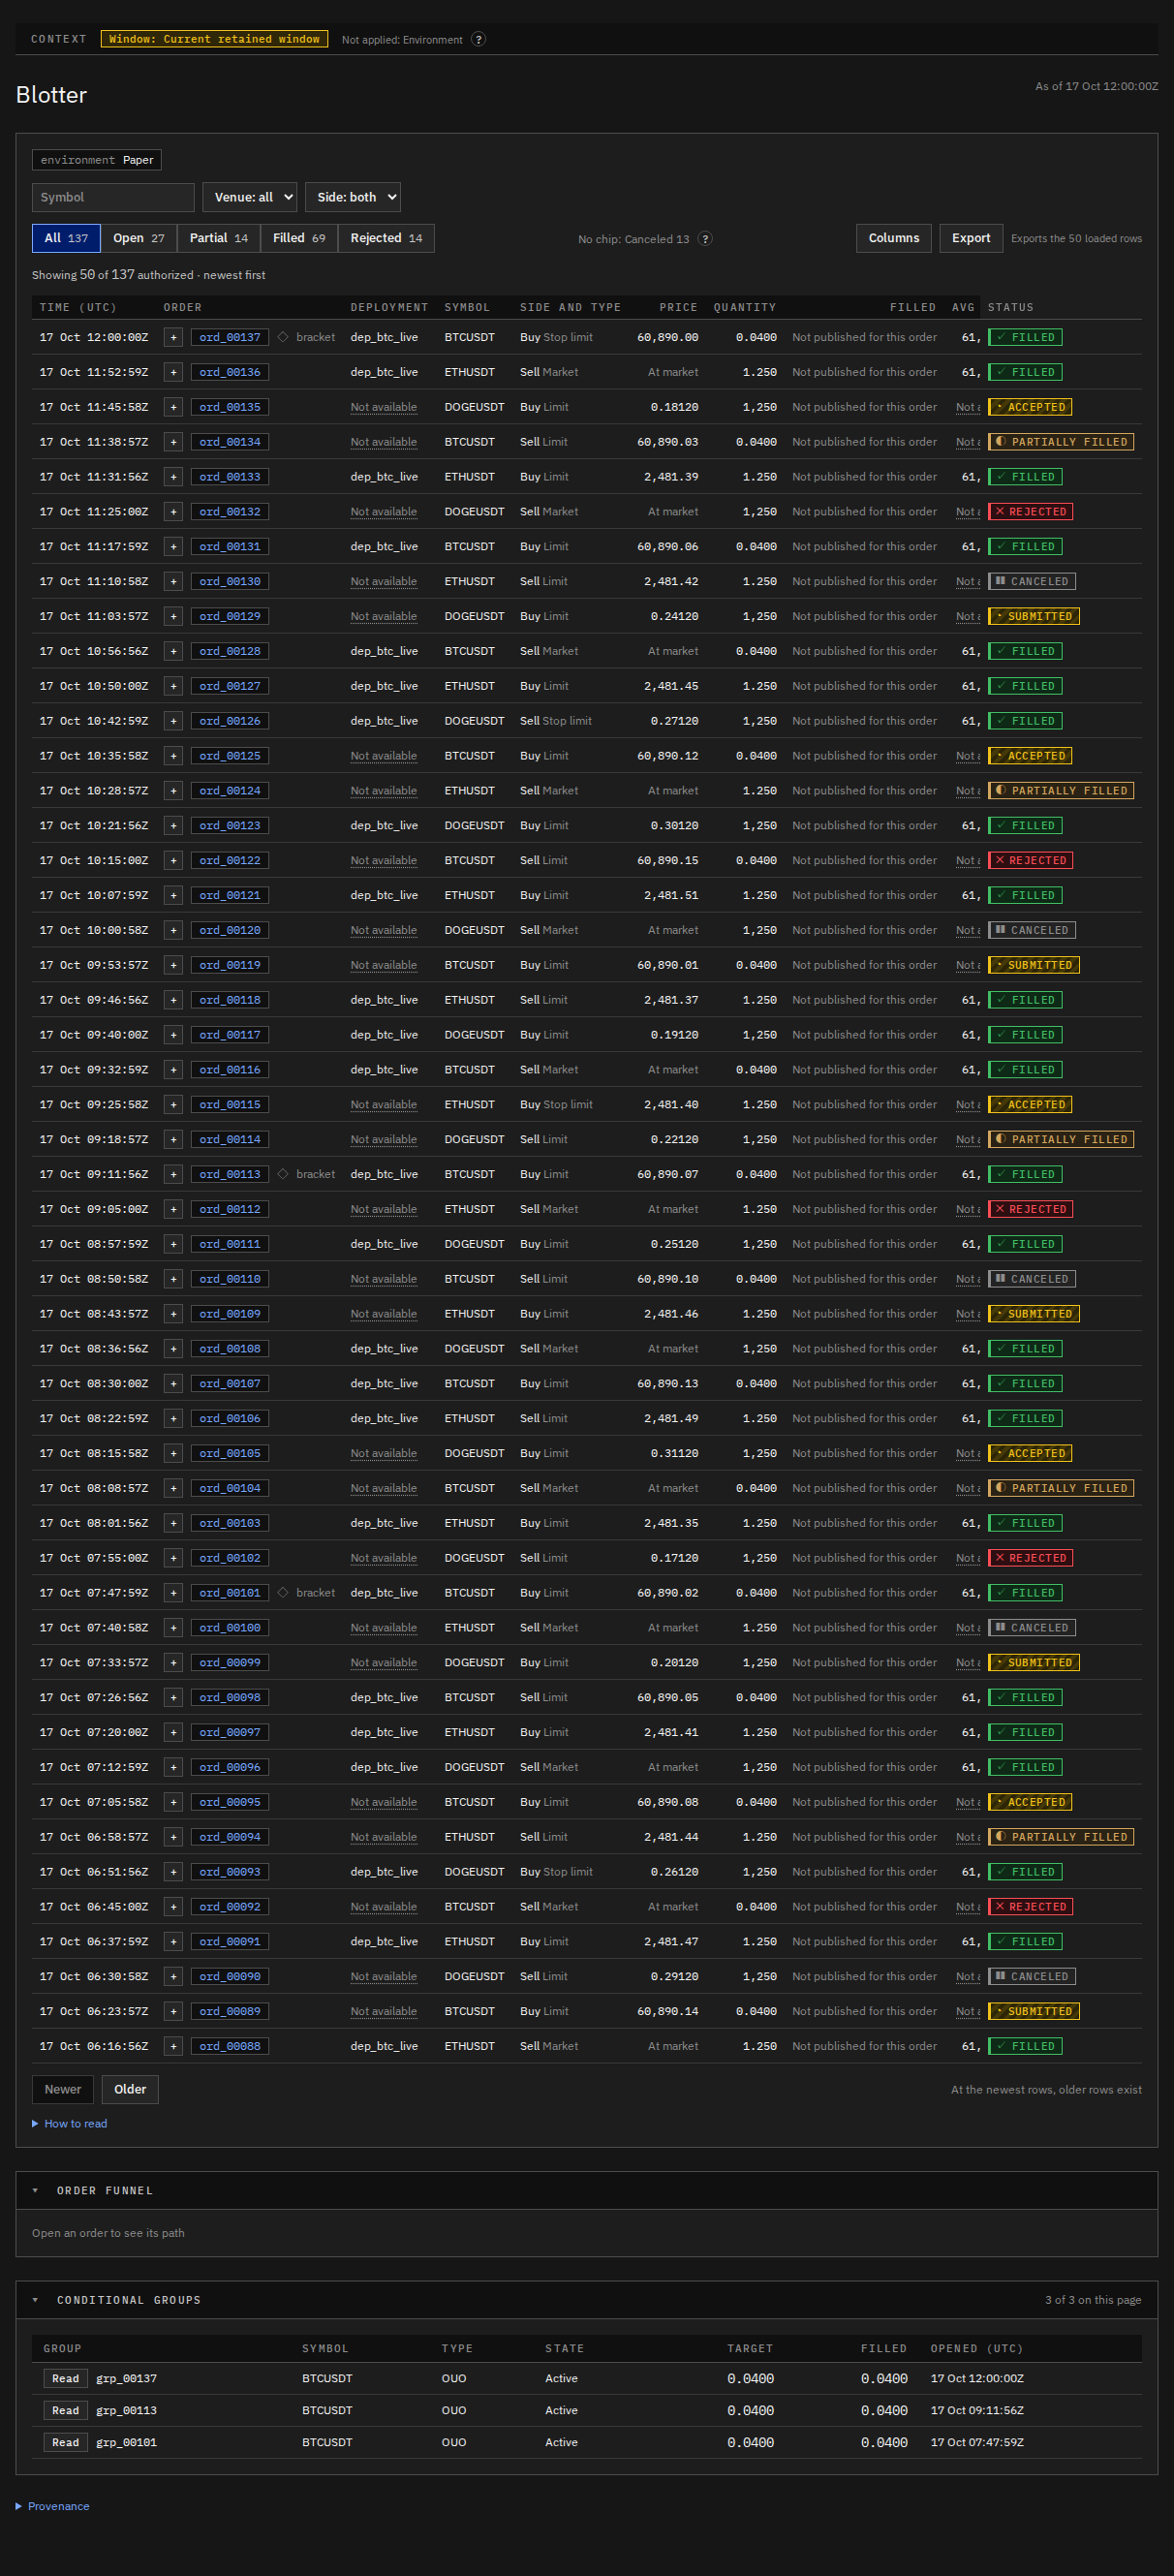 CONTEXT Window: Current retained window Not applied: Environment ?
Blotter As of 17 Oct 12:00:00Z
environment Paper
Symbol Venue: all Side: both
All 137 Open 27 Partial 14 Filled 69 Rejected 14 No chip: Canceled 13 ? Columns Export Exports the 50 loaded rows
Showing 50 of 137 authorized · newest first
TIME (UTC) ORDER DEPLOYMENT SYMBOL SIDE AND TYPE PRICE QUANTITY FILLED AVG STATUS
17 Oct 12:00:00Z + ord_00137 ◇ bracket dep_btc_live BTCUSDT Buy Stop limit 60,890.00 0.0400 Not published for this order 61, ✓ FILLED
17 Oct 11:52:59Z + ord_00136 dep_btc_live ETHUSDT Sell Market At market 1.250 Not published for this order 61, ✓ FILLED
17 Oct 11:45:58Z + ord_00135 Not available DOGEUSDT Buy Limit 0.18120 1,250 Not published for this order Not a ACCEPTED
17 Oct 11:38:57Z + ord_00134 Not available BTCUSDT Sell Limit 60,890.03 0.0400 Not published for this order Not a PARTIALLY FILLED
17 Oct 11:31:56Z + ord_00133 dep_btc_live ETHUSDT Buy Limit 2,481.39 1.250 Not published for this order 61, ✓ FILLED
17 Oct 11:25:00Z + ord_00132 Not available DOGEUSDT Sell Market At market 1,250 Not published for this order Not a ✕ REJECTED
17 Oct 11:17:59Z + ord_00131 dep_btc_live BTCUSDT Buy Limit 60,890.06 0.0400 Not published for this order 61, ✓ FILLED
17 Oct 11:10:58Z + ord_00130 Not available ETHUSDT Sell Limit 2,481.42 1.250 Not published for this order Not a CANCELED
17 Oct 11:03:57Z + ord_00129 Not available DOGEUSDT Buy Limit 0.24120 1,250 Not published for this order Not a SUBMITTED
17 Oct 10:56:56Z + ord_00128 dep_btc_live BTCUSDT Sell Market At market 0.0400 Not published for this order 61, ✓ FILLED
17 Oct 10:50:00Z + ord_00127 dep_btc_live ETHUSDT Buy Limit 2,481.45 1.250 Not published for this order 61, ✓ FILLED
17 Oct 10:42:59Z + ord_00126 dep_btc_live DOGEUSDT Sell Stop limit 0.27120 1,250 Not published for this order 61, ✓ FILLED
17 Oct 10:35:58Z + ord_00125 Not available BTCUSDT Buy Limit 60,890.12 0.0400 Not published for this order Not a ACCEPTED
17 Oct 10:28:57Z + ord_00124 Not available ETHUSDT Sell Market At market 1.250 Not published for this order Not a PARTIALLY FILLED
17 Oct 10:21:56Z + ord_00123 dep_btc_live DOGEUSDT Buy Limit 0.30120 1,250 Not published for this order 61, ✓ FILLED
17 Oct 10:15:00Z + ord_00122 Not available BTCUSDT Sell Limit 60,890.15 0.0400 Not published for this order Not a ✕ REJECTED
17 Oct 10:07:59Z + ord_00121 dep_btc_live ETHUSDT Buy Limit 2,481.51 1.250 Not published for this order 61, ✓ FILLED
17 Oct 10:00:58Z + ord_00120 Not available DOGEUSDT Sell Market At market 1,250 Not published for this order Not a CANCELED
17 Oct 09:53:57Z + ord_00119 Not available BTCUSDT Buy Limit 60,890.01 0.0400 Not published for this order Not a SUBMITTED
17 Oct 09:46:56Z + ord_00118 dep_btc_live ETHUSDT Sell Limit 2,481.37 1.250 Not published for this order 61, ✓ FILLED
17 Oct 09:40:00Z + ord_00117 dep_btc_live DOGEUSDT Buy Limit 0.19120 1,250 Not published for this order 61, ✓ FILLED
17 Oct 09:32:59Z + ord_00116 dep_btc_live BTCUSDT Sell Market At market 0.0400 Not published for this order 61, ✓ FILLED
17 Oct 09:25:58Z + ord_00115 Not available ETHUSDT Buy Stop limit 2,481.40 1.250 Not published for this order Not a ACCEPTED
17 Oct 09:18:57Z + ord_00114 Not available DOGEUSDT Sell Limit 0.22120 1,250 Not published for this order Not a PARTIALLY FILLED
17 Oct 09:11:56Z + ord_00113 ◇ bracket dep_btc_live BTCUSDT Buy Limit 60,890.07 0.0400 Not published for this order 61, ✓ FILLED
17 Oct 09:05:00Z + ord_00112 Not available ETHUSDT Sell Market At market 1.250 Not published for this order Not a ✕ REJECTED
17 Oct 08:57:59Z + ord_00111 dep_btc_live DOGEUSDT Buy Limit 0.25120 1,250 Not published for this order 61, ✓ FILLED
17 Oct 08:50:58Z + ord_00110 Not available BTCUSDT Sell Limit 60,890.10 0.0400 Not published for this order Not a CANCELED
17 Oct 08:43:57Z + ord_00109 Not available ETHUSDT Buy Limit 2,481.46 1.250 Not published for this order Not a SUBMITTED
17 Oct 08:36:56Z + ord_00108 dep_btc_live DOGEUSDT Sell Market At market 1,250 Not published for this order 61, ✓ FILLED
17 Oct 08:30:00Z + ord_00107 dep_btc_live BTCUSDT Buy Limit 60,890.13 0.0400 Not published for this order 61, ✓ FILLED
17 Oct 08:22:59Z + ord_00106 dep_btc_live ETHUSDT Sell Limit 2,481.49 1.250 Not published for this order 61, ✓ FILLED
17 Oct 08:15:58Z + ord_00105 Not available DOGEUSDT Buy Limit 0.31120 1,250 Not published for this order Not a ACCEPTED
17 Oct 08:08:57Z + ord_00104 Not available BTCUSDT Sell Market At market 0.0400 Not published for this order Not a PARTIALLY FILLED
17 Oct 08:01:56Z + ord_00103 dep_btc_live ETHUSDT Buy Limit 2,481.35 1.250 Not published for this order 61, ✓ FILLED
17 Oct 07:55:00Z + ord_00102 Not available DOGEUSDT Sell Limit 0.17120 1,250 Not published for this order Not a ✕ REJECTED
17 Oct 07:47:59Z + ord_00101 ◇ bracket dep_btc_live BTCUSDT Buy Limit 60,890.02 0.0400 Not published for this order 61, ✓ FILLED
17 Oct 07:40:58Z + ord_00100 Not available ETHUSDT Sell Market At market 1.250 Not published for this order Not a CANCELED
17 Oct 07:33:57Z + ord_00099 Not available DOGEUSDT Buy Limit 0.20120 1,250 Not published for this order Not a SUBMITTED
17 Oct 07:26:56Z + ord_00098 dep_btc_live BTCUSDT Sell Limit 60,890.05 0.0400 Not published for this order 61, ✓ FILLED
17 Oct 07:20:00Z + ord_00097 dep_btc_live ETHUSDT Buy Limit 2,481.41 1.250 Not published for this order 61, ✓ FILLED
17 Oct 07:12:59Z + ord_00096 dep_btc_live DOGEUSDT Sell Market At market 1,250 Not published for this order 61, ✓ FILLED
17 Oct 07:05:58Z + ord_00095 Not available BTCUSDT Buy Limit 60,890.08 0.0400 Not published for this order Not a ACCEPTED
17 Oct 06:58:57Z + ord_00094 Not available ETHUSDT Sell Limit 2,481.44 1.250 Not published for this order Not a PARTIALLY FILLED
17 Oct 06:51:56Z + ord_00093 dep_btc_live DOGEUSDT Buy Stop limit 0.26120 1,250 Not published for this order 61, ✓ FILLED
17 Oct 06:45:00Z + ord_00092 Not available BTCUSDT Sell Market At market 0.0400 Not published for this order Not a ✕ REJECTED
17 Oct 06:37:59Z + ord_00091 dep_btc_live ETHUSDT Buy Limit 2,481.47 1.250 Not published for this order 61, ✓ FILLED
17 Oct 06:30:58Z + ord_00090 Not available DOGEUSDT Sell Limit 0.29120 1,250 Not published for this order Not a CANCELED
17 Oct 06:23:57Z + ord_00089 Not available BTCUSDT Buy Limit 60,890.14 0.0400 Not published for this order Not a SUBMITTED
17 Oct 06:16:56Z + ord_00088 dep_btc_live ETHUSDT Sell Market At market 1.250 Not published for this order 61, ✓ FILLED
Newer Older At the newest rows, older rows exist
How to read
ORDER FUNNEL
Open an order to see its path
CONDITIONAL GROUPS 3 of 3 on this page
GROUP SYMBOL TYPE STATE TARGET FILLED OPENED (UTC)
Read grp_00137 BTCUSDT OUO Active 0.0400 0.0400 17 Oct 12:00:00Z
Read grp_00113 BTCUSDT OUO Active 0.0400 0.0400 17 Oct 09:11:56Z
Read grp_00101 BTCUSDT OUO Active 0.0400 0.0400 17 Oct 07:47:59Z
Provenance